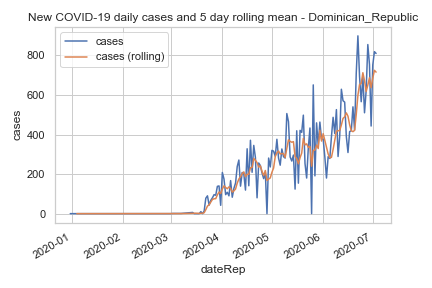 New COVID-19 daily cases and 5 day rolling mean - Dominican_Republic
cases
cases (rolling)
800
600
400
200
0
cases
2020-01
2020-02
2020-03
2020-04
2020-05
2020-06
2020-07
dateRep